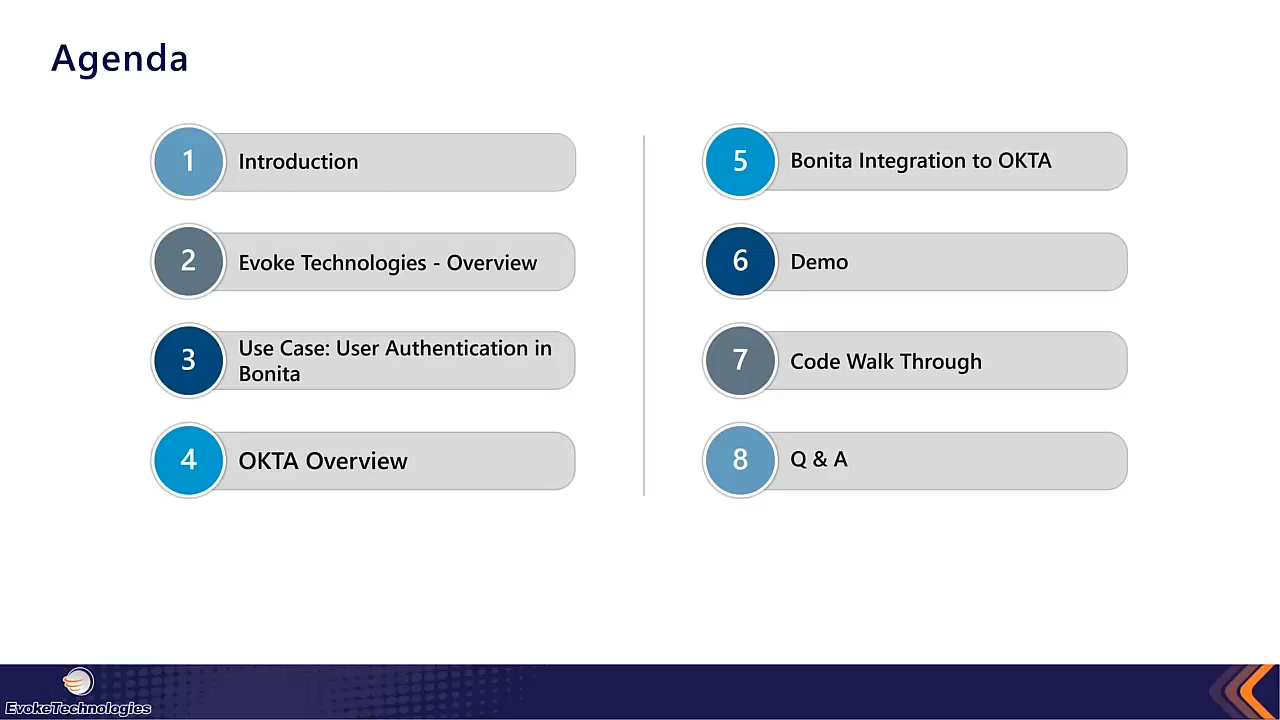 Agenda
1
Introduction
2
Evoke Technologies - Overview
3
Use Case: User Authentication in
Bonita
4
OKTA Overview
5
Bonita Integration to OKTA
6
Demo
7
Code Walk Through
8
Q & A
EvokeTechnologies